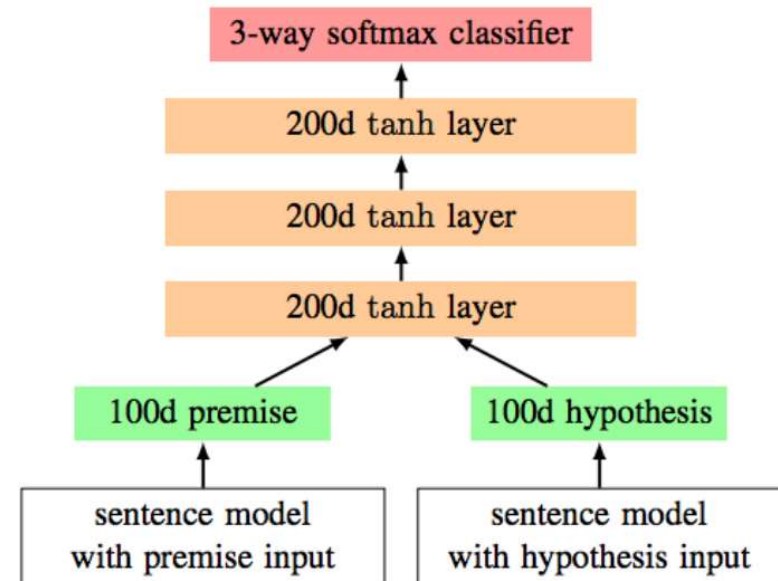 3-way softmax classifier
200d tanh layer
200d tanh layer
200d tanh layer
100d premise
100d hypothesis
sentence model
with premise input
sentence model
with hypothesis input